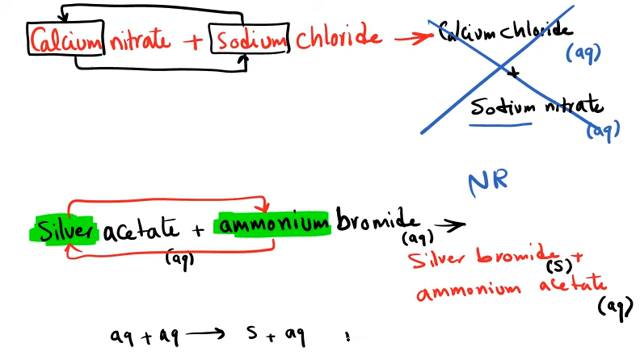 Calcium nitrate + Sodium chloride → Calcium chloride
(aq)
+
Sodium nitrate
(aq)
NR
Silver acetate + ammonium bromide →
(aq) (aq)
Silver bromide +
(s)
ammonium acetate
(aq)
aq + aq → s + aq